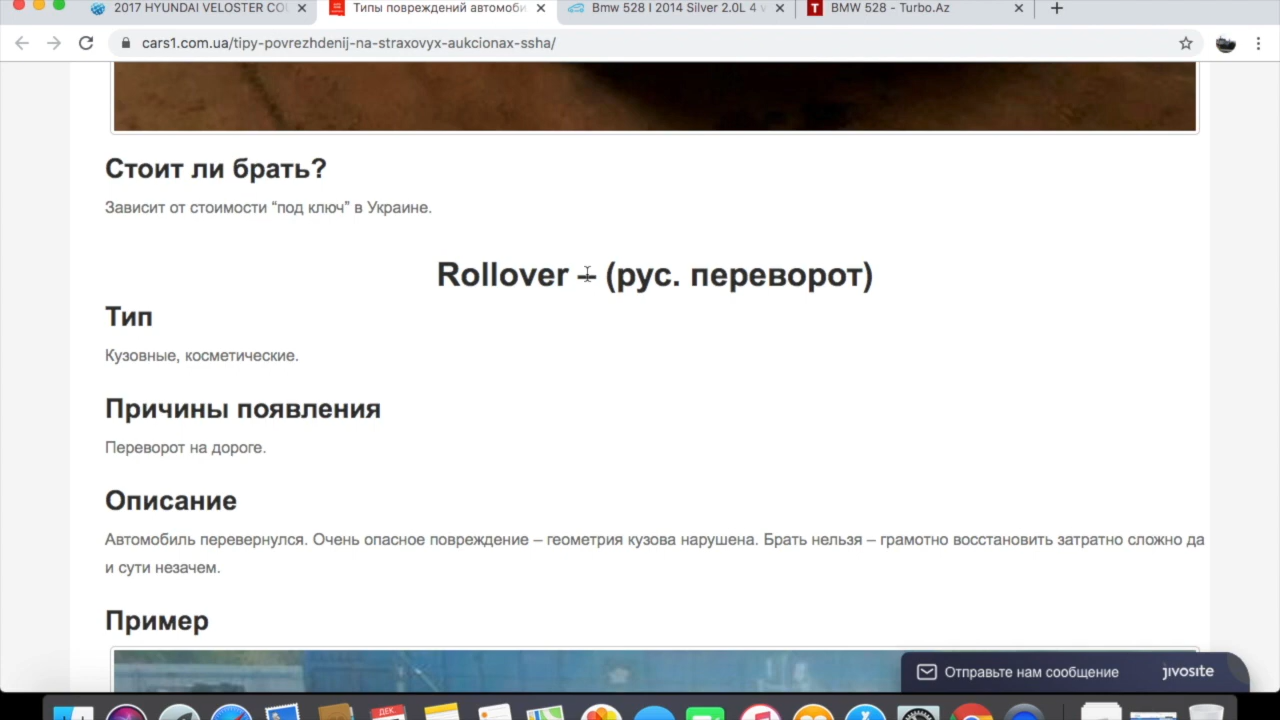 2017 HYUNDAI VELOSTER CO
Типы повреждений автомоби
Bmw 528 I 2014 Silver 2.0L 4
BMW 528 - Turbo.Az
cars1.com.ua/tipy-povrezhdenij-na-straxovyx-aukcionax-ssha/
Стоит ли брать?
Зависит от стоимости “под ключ” в Украине.
Rollover – (рус. переворот)
Тип
Кузовные, косметические.
Причины появления
Переворот на дороге.
Описание
Автомобиль перевернулся. Очень опасное повреждение – геометрия кузова нарушена. Брать нельзя – грамотно восстановить затратно сложно да
и сути незачем.
Пример
Отправьте нам сообщение
jivosite
ДЕК